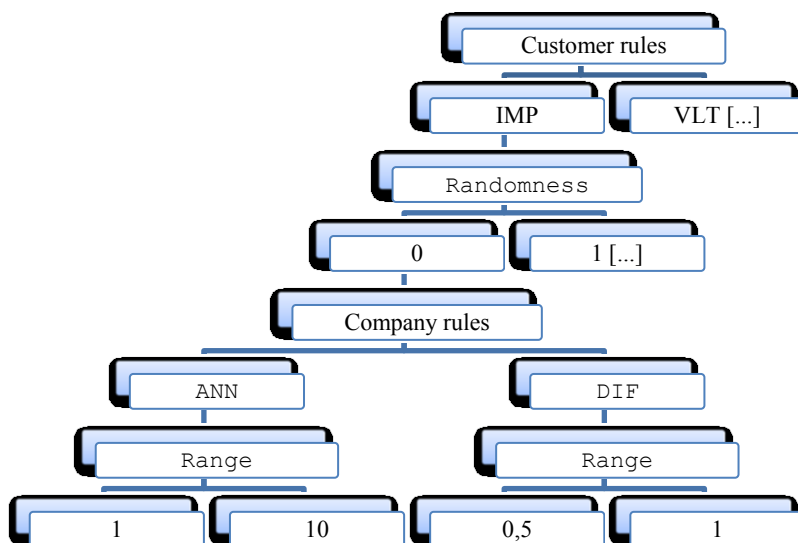 Customer rules
IMP
VLT [...]
Randomness
0
1 [...]
Company rules
ANN
DIF
Range
Range
1
10
0,5
1